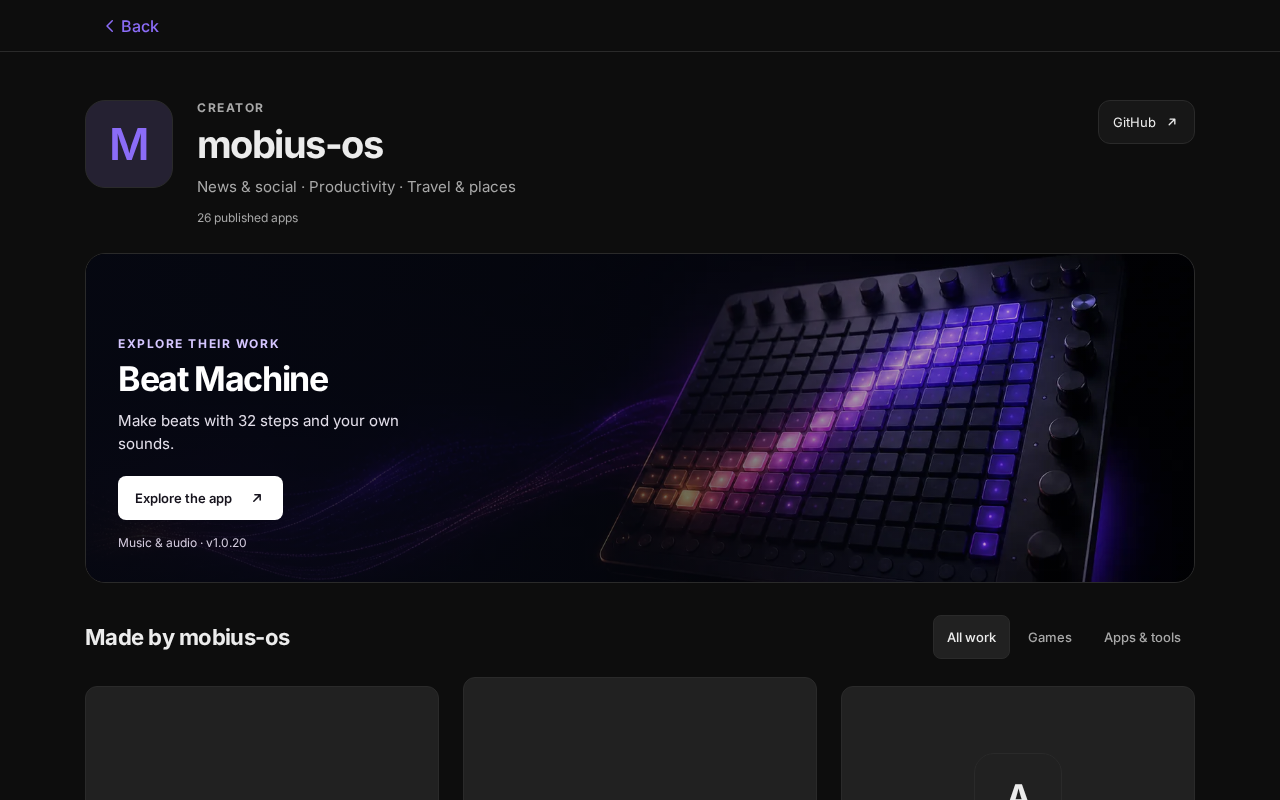 Back
M
CREATOR
mobius-os
News & social · Productivity · Travel & places
26 published apps
GitHub
EXPLORE THEIR WORK
Beat Machine
Make beats with 32 steps and your own
sounds.
Explore the app
Music & audio · v1.0.20
Made by mobius-os
All work
Games
Apps & tools
A